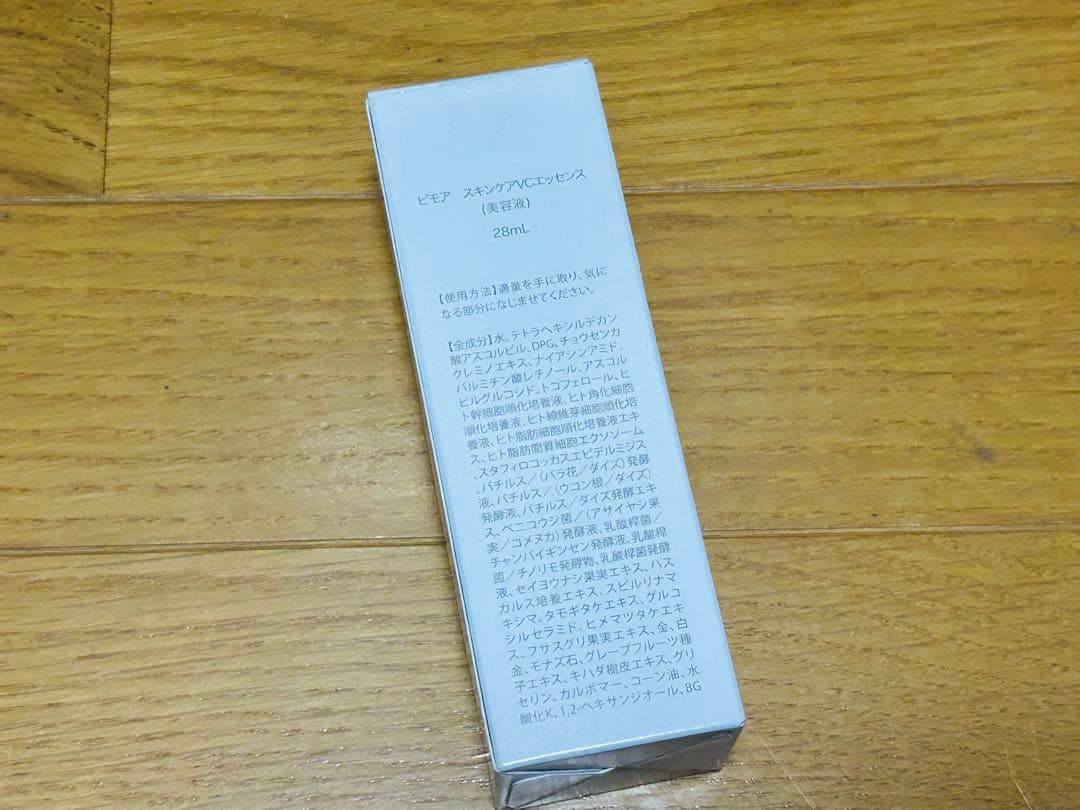 ビモア　スキンケアVCエッセンス
(美容液)
28mL
【使用方法】適量を手に取り、気に
なる部分になじませてください。
【全成分】水、テトラヘキシルデカン
酸アスコルビル、DPG、チョウセンカ
クレミノエキス、ナイアシンアミド、
パルミチン酸レチノール、アスコル
ビルグルコシド、トコフェロール、ヒ
ト幹細胞順化培養液、ヒト角化細胞
順化培養液、ヒト線維芽細胞順化培
養液、ヒト脂肪細胞順化培養液エキ
ス、ヒト脂肪間質細胞エクソソーム
、スタフィロコッカスエピデルミジス
、バチルス／(バラ花／ダイズ)発酵
液、バチルス／(ウコン根／ダイズ)
発酵液、バチルス／ダイズ発酵エキ
ス、ベニコウジ菌／(アサイヤシ果
実／コメヌカ)発酵液、乳酸桿菌／
チャンバイギンセン発酵液、乳酸桿
菌／チノリモ発酵物、乳酸桿菌発酵
液、セイヨウナシ果実エキス、ハス
カルス培養エキス、スピルリナマ
キシマ、タモギタケエキス、グルコ
シルセラミド、ヒメマツタケエキ
ス、フサスグリ果実エキス、金、白
金、モナズ石、グレープフルーツ種
子エキス、キハダ樹皮エキス、グリ
セリン、カルボマー、コーン油、水
酸化K、1,2-ヘキサンジオール、BG